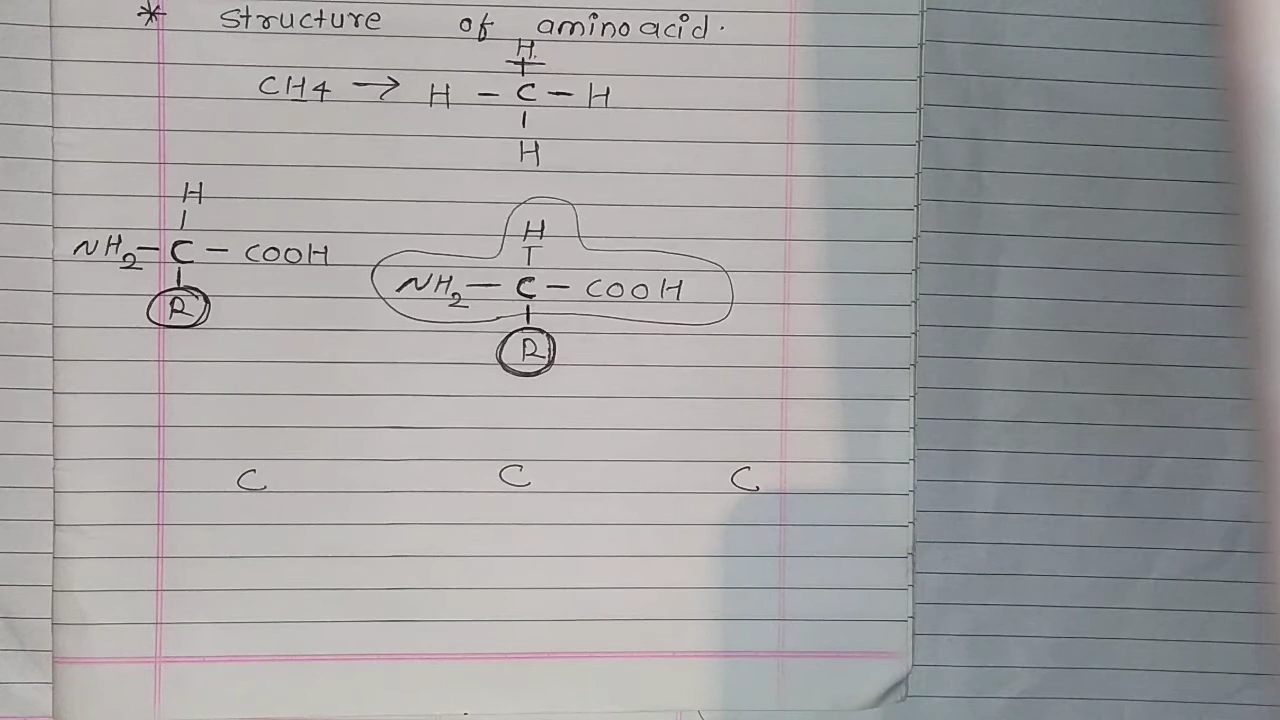 * structure of amino acid.
H
CH4 → H - C - H
H
H
NH2 - C - COOH
R
H
NH2 - C - COOH
R
C C C